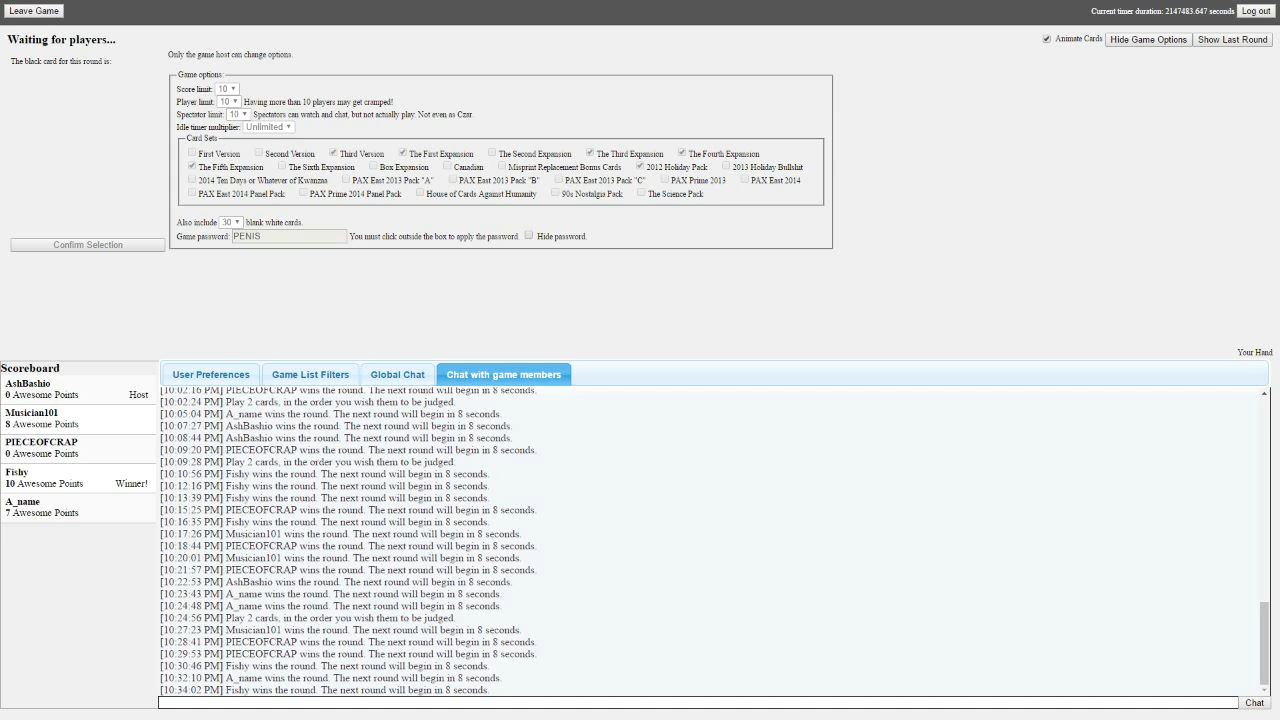 Leave Game
Current timer duration: 2147483.647 seconds Log out
Waiting for players...
Animate Cards Hide Game Options Show Last Round
The black card for this round is:
Only the game host can change options.
Game options:
Score limit: 10
Player limit: 10 Having more than 10 players may get cramped!
Spectator limit: 10 Spectators can watch and chat, but not actually play. Not even as Czar.
Idle timer multiplier: Unlimited
Card Sets
First Version Second Version Third Version The First Expansion The Second Expansion The Third Expansion The Fourth Expansion
The Fifth Expansion The Sixth Expansion Box Expansion Canadian Misprint Replacement Bonus Cards 2012 Holiday Pack 2013 Holiday Bullshit
2014 Ten Days or Whatever of Kwanzaa PAX East 2013 Pack "A" PAX East 2013 Pack "B" PAX East 2013 Pack "C" PAX Prime 2013 PAX East 2014
PAX East 2014 Panel Pack PAX Prime 2014 Panel Pack House of Cards Against Humanity 90s Nostalgia Pack The Science Pack
Also include 30 blank white cards.
Game password: PENIS You must click outside the box to apply the password. Hide password.
Confirm Selection
Your Hand
Scoreboard
AshBashio
0 Awesome Points Host
Musician101
8 Awesome Points
PIECEOFCRAP
0 Awesome Points
Fishy
10 Awesome Points Winner!
A_name
7 Awesome Points
User Preferences Game List Filters Global Chat Chat with game members
[10:02:16 PM] PIECEOFCRAP wins the round. The next round will begin in 8 seconds.
[10:02:24 PM] Play 2 cards, in the order you wish them to be judged.
[10:05:04 PM] A_name wins the round. The next round will begin in 8 seconds.
[10:07:27 PM] AshBashio wins the round. The next round will begin in 8 seconds.
[10:08:44 PM] AshBashio wins the round. The next round will begin in 8 seconds.
[10:09:20 PM] PIECEOFCRAP wins the round. The next round will begin in 8 seconds.
[10:09:28 PM] Play 2 cards, in the order you wish them to be judged.
[10:10:56 PM] Fishy wins the round. The next round will begin in 8 seconds.
[10:12:16 PM] Fishy wins the round. The next round will begin in 8 seconds.
[10:13:39 PM] Fishy wins the round. The next round will begin in 8 seconds.
[10:15:25 PM] PIECEOFCRAP wins the round. The next round will begin in 8 seconds.
[10:16:35 PM] Fishy wins the round. The next round will begin in 8 seconds.
[10:17:26 PM] Musician101 wins the round. The next round will begin in 8 seconds.
[10:18:44 PM] PIECEOFCRAP wins the round. The next round will begin in 8 seconds.
[10:20:01 PM] Musician101 wins the round. The next round will begin in 8 seconds.
[10:21:57 PM] PIECEOFCRAP wins the round. The next round will begin in 8 seconds.
[10:22:53 PM] AshBashio wins the round. The next round will begin in 8 seconds.
[10:23:43 PM] A_name wins the round. The next round will begin in 8 seconds.
[10:24:48 PM] A_name wins the round. The next round will begin in 8 seconds.
[10:24:56 PM] Play 2 cards, in the order you wish them to be judged.
[10:27:23 PM] Musician101 wins the round. The next round will begin in 8 seconds.
[10:28:41 PM] PIECEOFCRAP wins the round. The next round will begin in 8 seconds.
[10:29:53 PM] PIECEOFCRAP wins the round. The next round will begin in 8 seconds.
[10:30:46 PM] Fishy wins the round. The next round will begin in 8 seconds.
[10:32:10 PM] A_name wins the round. The next round will begin in 8 seconds.
[10:34:02 PM] Fishy wins the round. The next round will begin in 8 seconds.
Chat